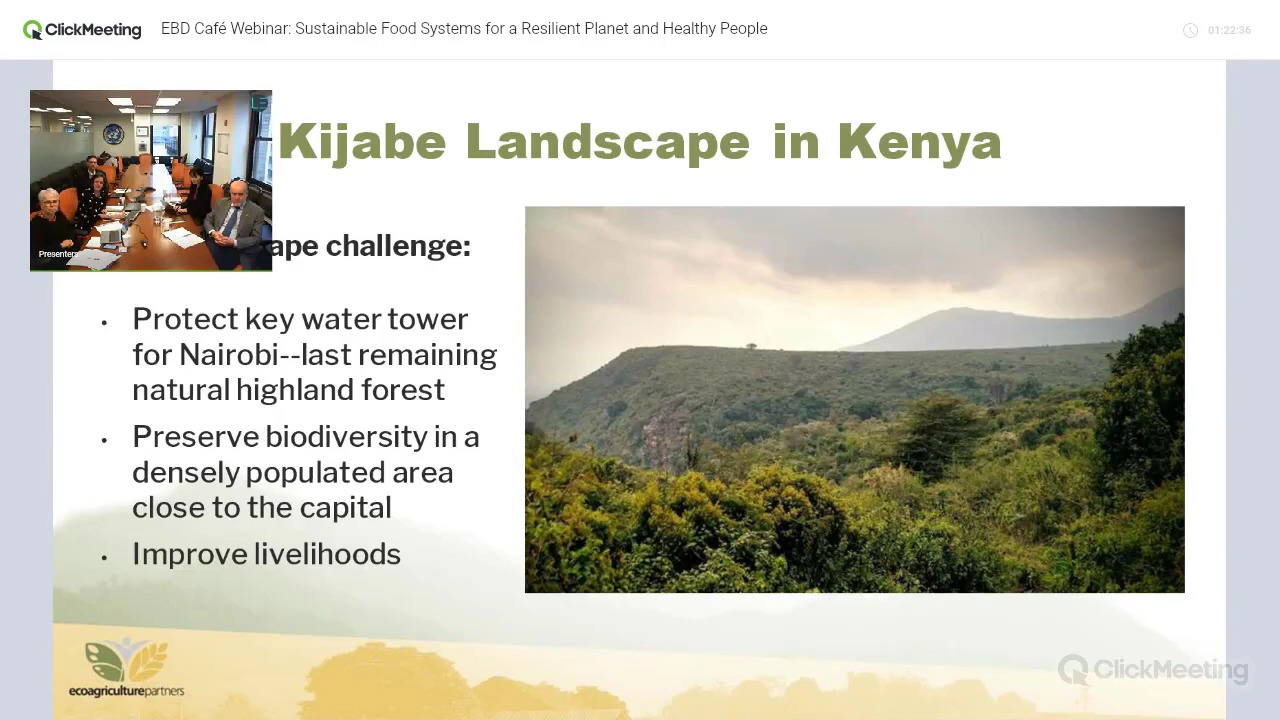 ClickMeeting
EBD Café Webinar: Sustainable Food Systems for a Resilient Planet and Healthy People
01:22:36
Kijabe Landscape in Kenya
Presenters
ape challenge:
• Protect key water tower
for Nairobi--last remaining
natural highland forest
• Preserve biodiversity in a
densely populated area
close to the capital
• Improve livelihoods
ecoagriculturepartners
ClickMeeting